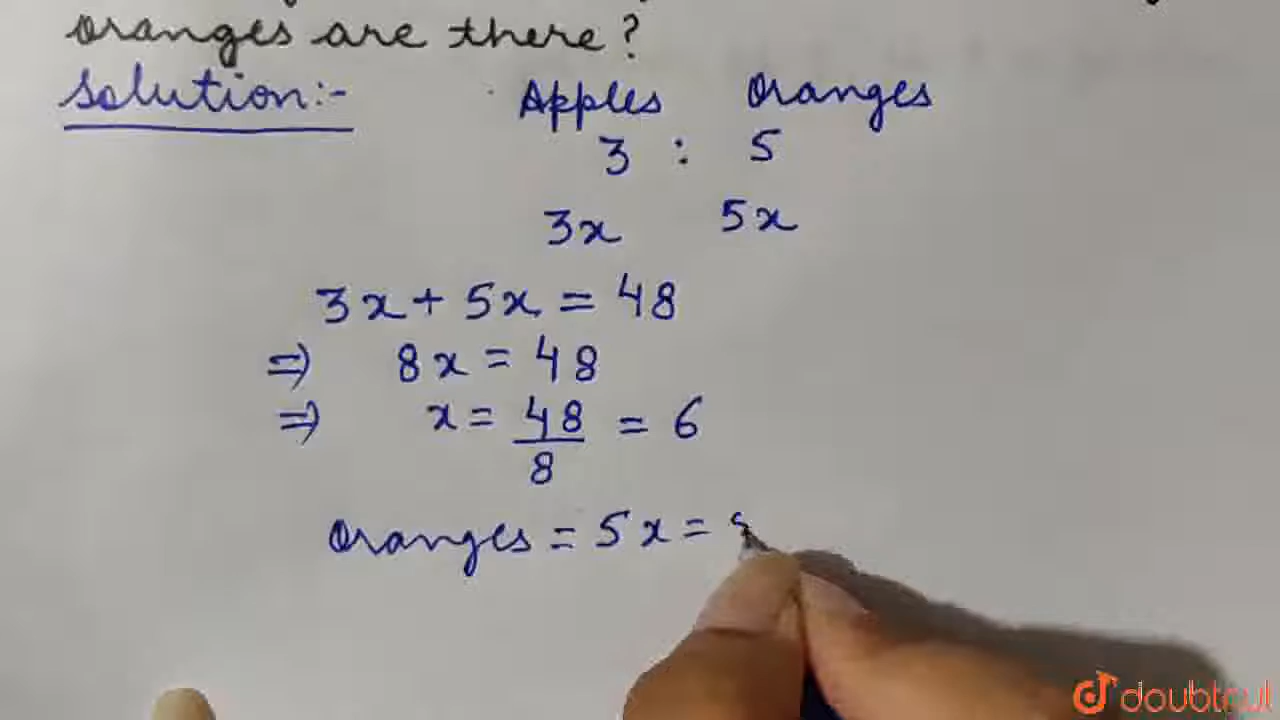 oranges are there?
Solution:-
Apples Oranges
3 : 5
3x 5x
3x + 5x = 48
=> 8x = 48
=> x = 48/8 = 6
Oranges = 5x =
doubtnut